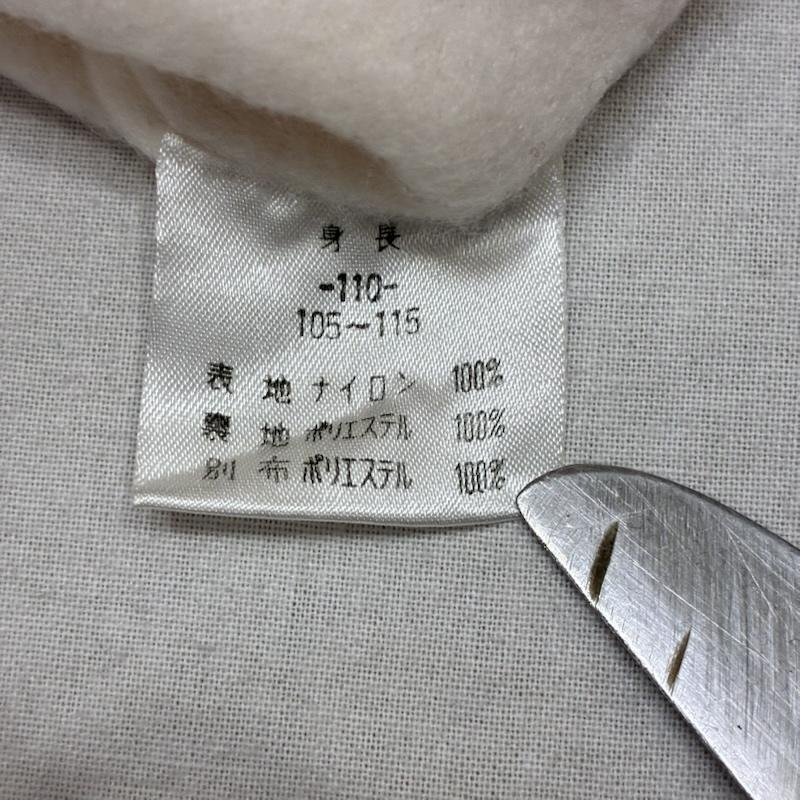 身長
-110-
105~115
表地 ナイロン 100%
裏地 ポリエステル 100%
別布 ポリエステル 100%